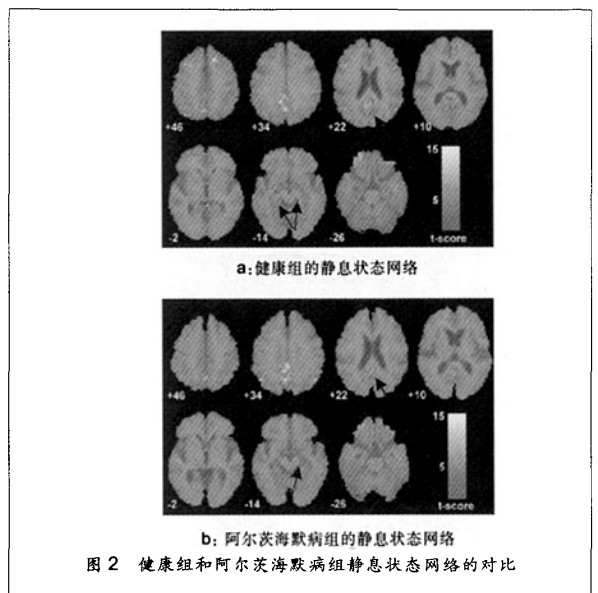 +46 +34 +22 +10
15
5
-2 -14 -26 t-score
a:健康组的静息状态网络
+46 +34 +22 +10
15
5
-2 -14 -26 t-score
b: 阿尔茨海默病组的静息状态网络
图 2 健康组和阿尔茨海默病组静息状态网络的对比